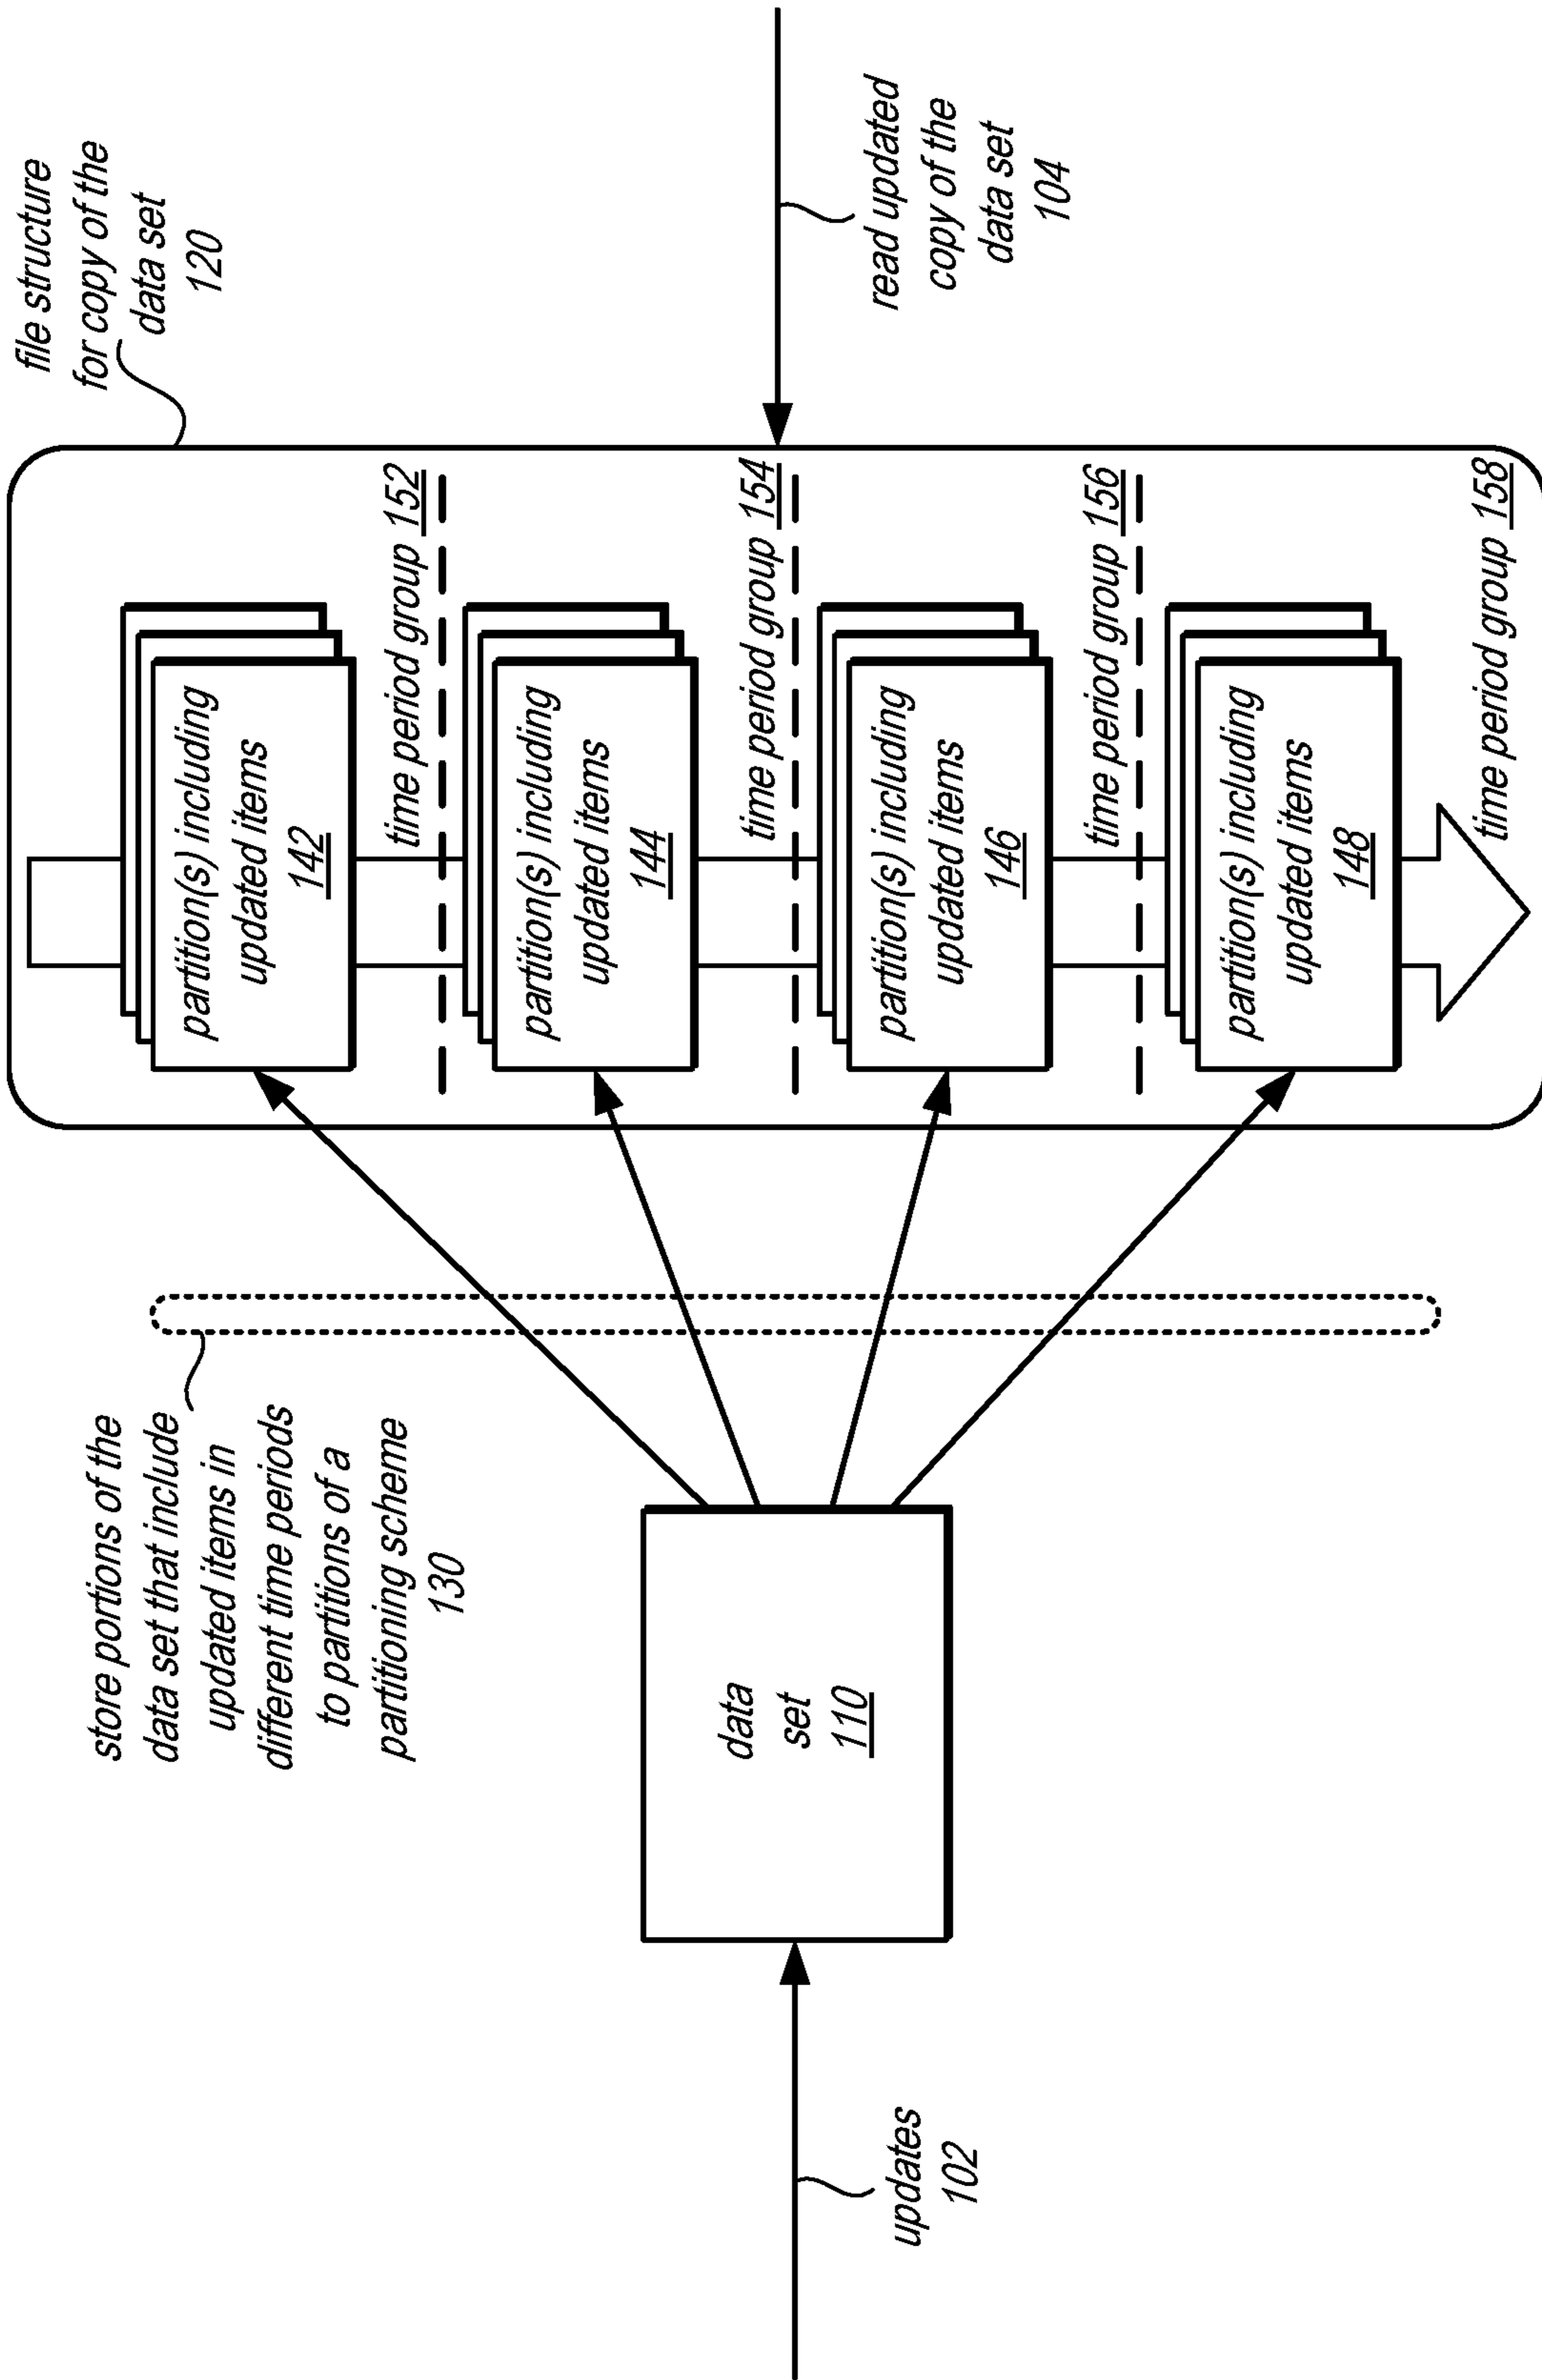 file structure
for copy of the
data set
120
store portions of the
data set that include
updated items in
different time periods
to partitions of a
partitioning scheme
130
partition(s) including
updated items
142
time period group 152
partition(s) including
updated items
144
time period group 154
partition(s) including
updated items
146
time period group 156
partition(s) including
updated items
148
time period group 158
data
set
110
updates
102
read updated
copy of the
data set
104